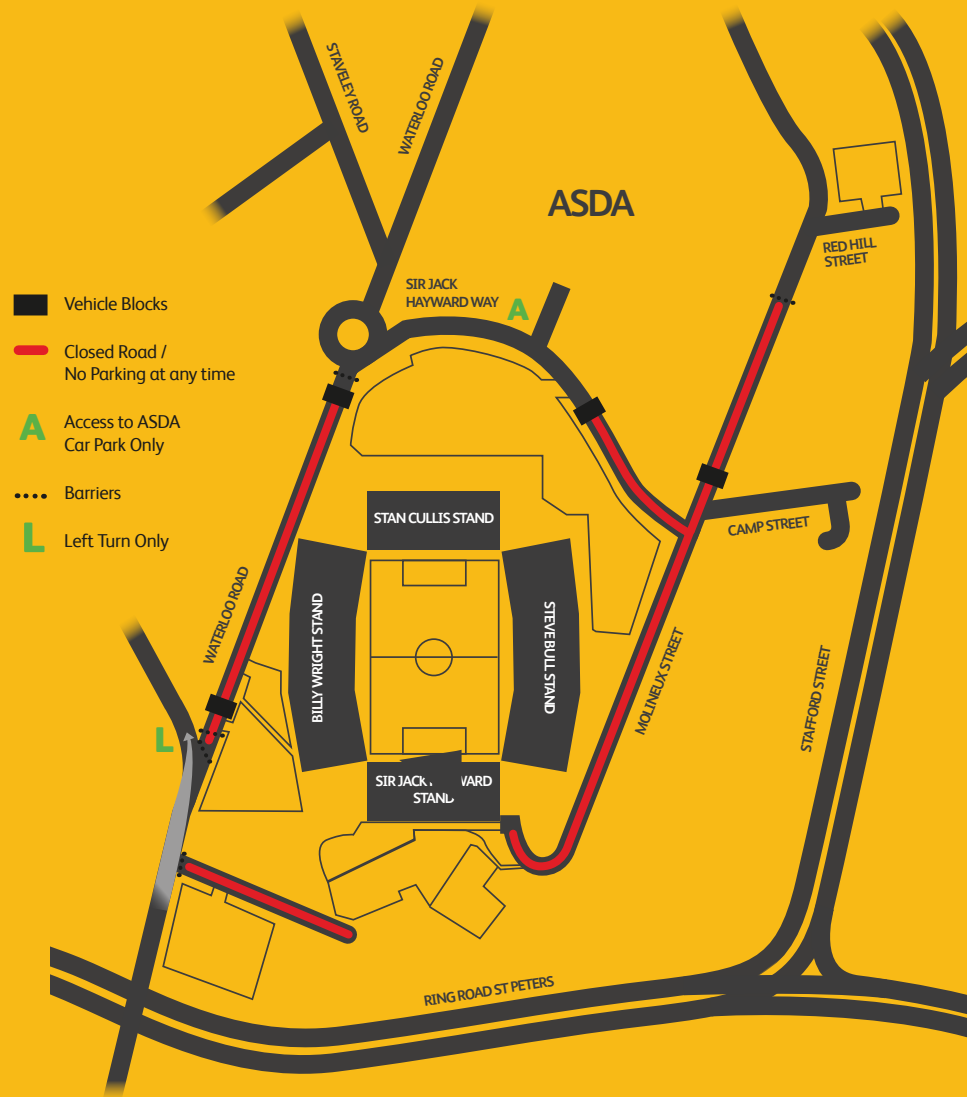 STAVELEY ROAD
WATERLOO ROAD
ASDA
RED HILL
STREET
SIR JACK
HAYWARD WAY
A
Vehicle Blocks
Closed Road /
No Parking at any time
A
Access to ASDA
Car Park Only
Barriers
L
Left Turn Only
STAN CULLIS STAND
CAMP STREET
WATERLOO ROAD
BILLY WRIGHT STAND
STEVE BULL STAND
MOLINEUX STREET
STAFFORD STREET
L
SIR JACK
STAND
RING ROAD ST PETERS